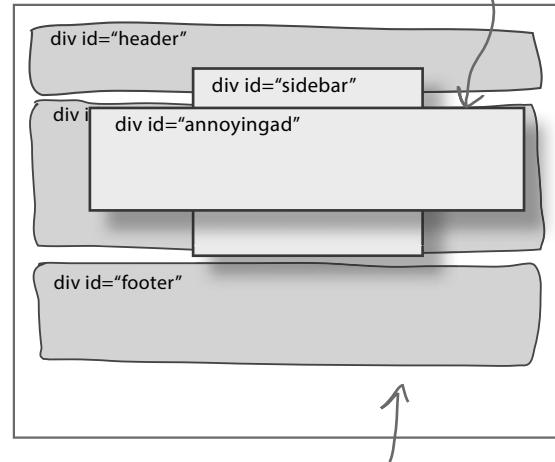 div id=“header”
div id=“sidebar”
div i
div id=“annoyingad”
div id=“footer”